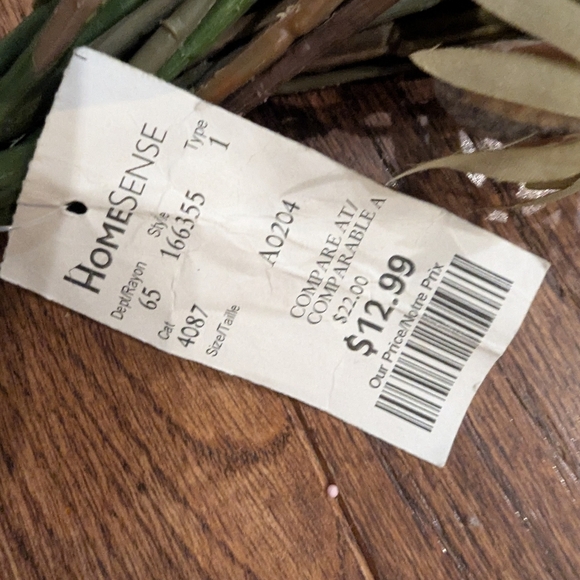 HOMESENSE
Dept/Rayon Style Type
65 166355 1
Cat
4087
Size/Taille
A0204
COMPARE AT/
COMPARABLE A
$22.00
$12.99
Our Price/Notre Prix